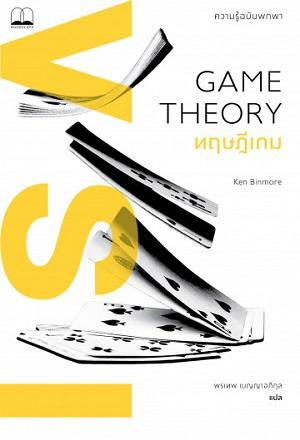 BOOKSCAPE
ความรู้ฉบับพกพา
GAME
THEORY
ทฤษฎีเกม
Ken Binmore
VSI
พรเทพ เบญญาอภิกุล
แปล